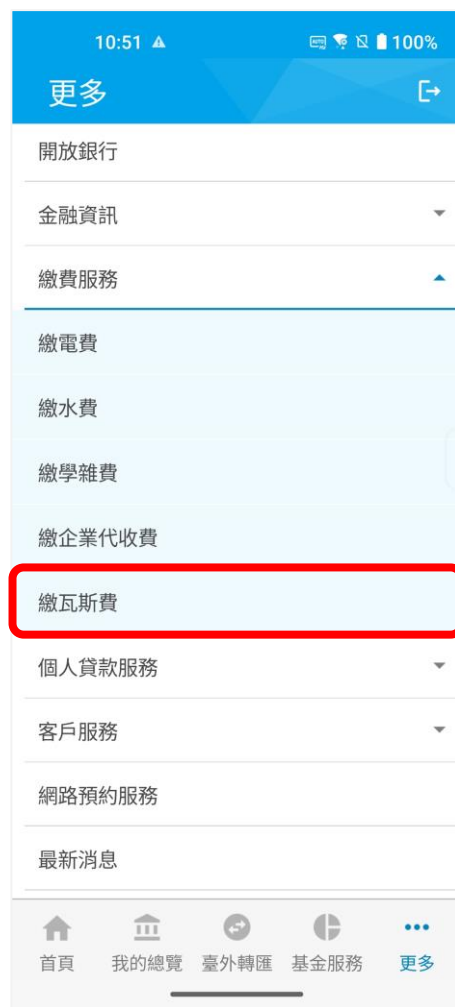 10:51 100%
更多
開放銀行
金融資訊
繳費服務
繳電費
繳水費
繳學雜費
繳企業代收費
繳瓦斯費
個人貸款服務
客戶服務
網路預約服務
最新消息
首頁 我的總覽 臺外轉匯 基金服務 更多